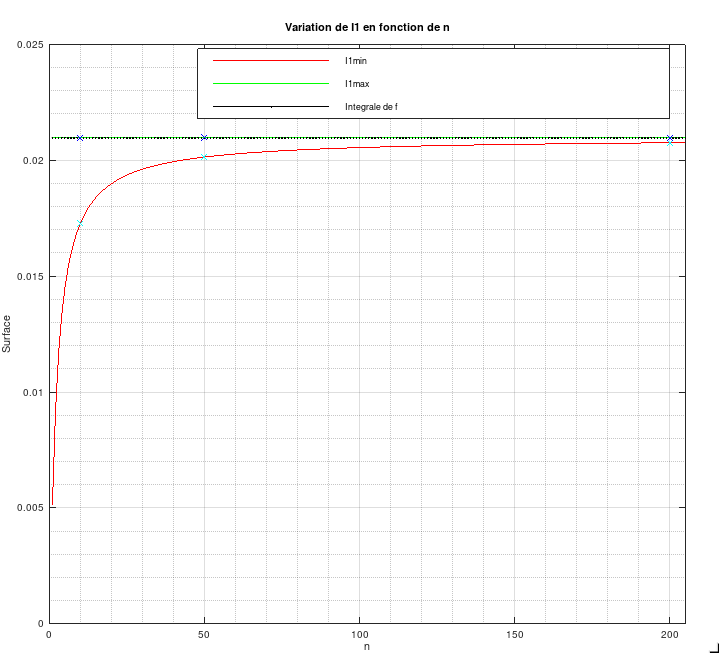 Variation de I1 en fonction de n
0.025
I1min
I1max
Integrale de f
0.02
0.015
Surface
0.01
0.005
0
0 50 100 150 200
n